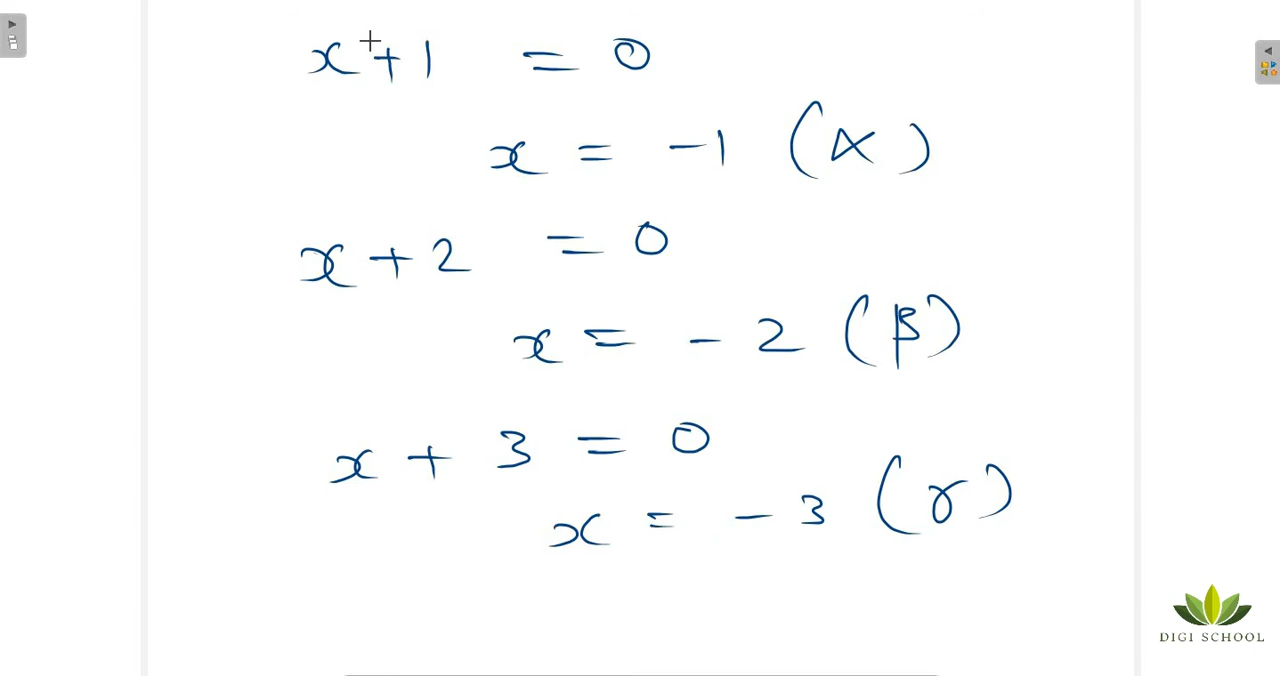 x + 1 = 0
x = -1 (α)
x + 2 = 0
x = - 2 (β)
x + 3 = 0
x = - 3 (γ)
DIGI SCHOOL